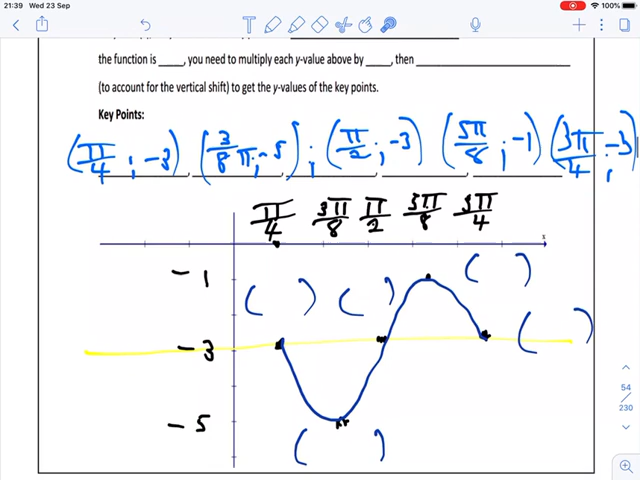 21:39 Wed 23 Sep 100%
the function is ____, you need to multiply each y-value above by ____, then ____
(to account for the vertical shift) to get the y-values of the key points.
Key Points:
(π/4 ; -3) (3/8 π; -5) ; (π/2 ; -3) (5π/8 ; -1) (3π/4 ; -3)
π/4 3π/8 π/2 5π/8 3π/4
x
-1
( )
( ) ( )
( )
-3
-5
( )
54
/
230